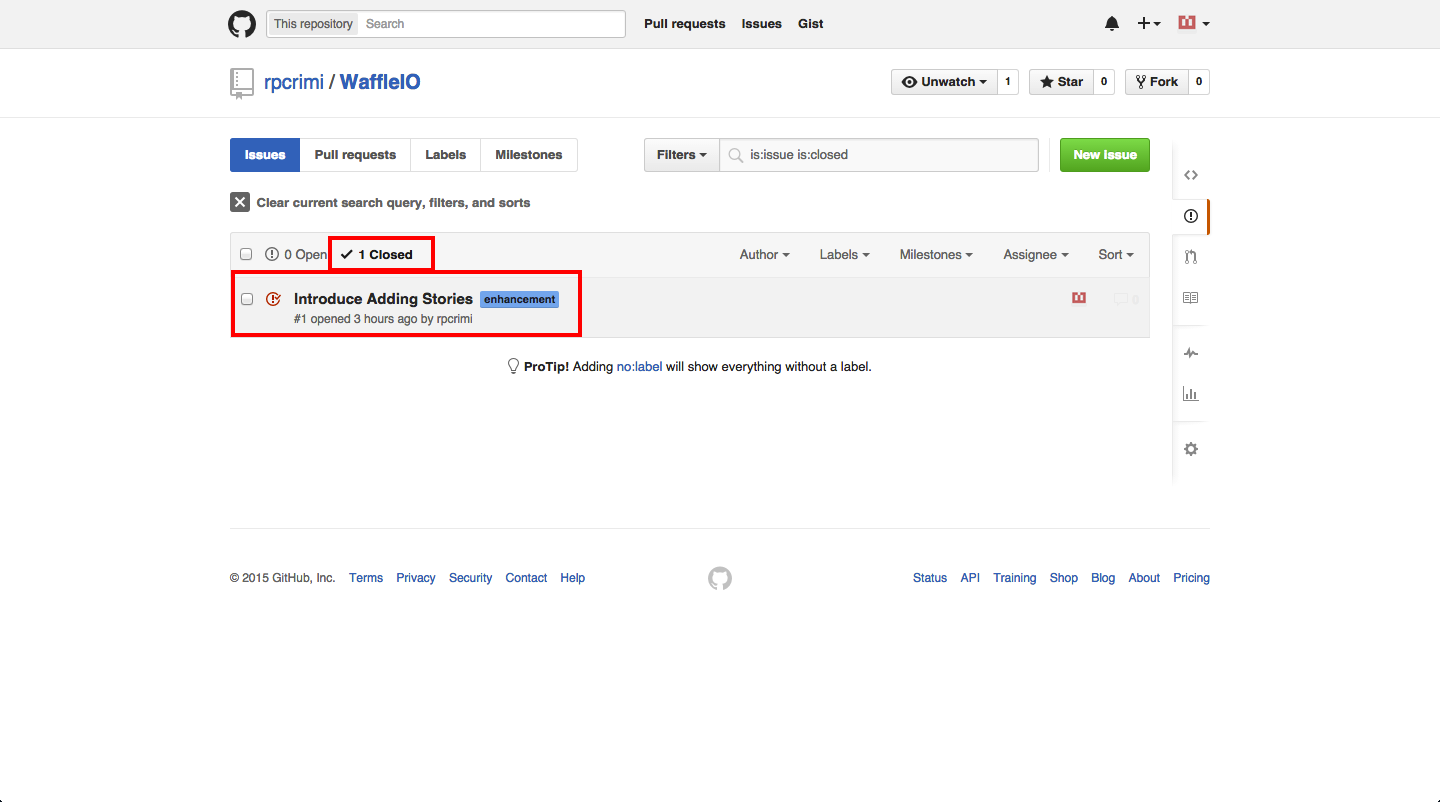 This repository Search Pull requests Issues Gist
rpcrimi / WaffleIO Unwatch 1 Star 0 Fork 0
Issues Pull requests Labels Milestones Filters is:issue is:closed New issue
Clear current search query, filters, and sorts
0 Open 1 Closed Author Labels Milestones Assignee Sort
Introduce Adding Stories enhancement 0
#1 opened 3 hours ago by rpcrimi
ProTip! Adding no:label will show everything without a label.
© 2015 GitHub, Inc. Terms Privacy Security Contact Help Status API Training Shop Blog About Pricing